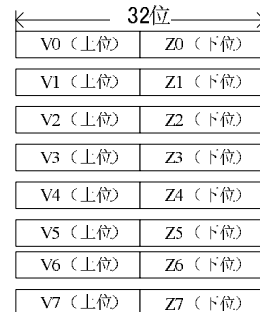 32位
V0（上位） Z0（下位）
V1（上位） Z1（下位）
V2（上位） Z2（下位）
V3（上位） Z3（下位）
V4（上位） Z4（下位）
V5（上位） Z5（下位）
V6（上位） Z6（下位）
V7（上位） Z7（下位）